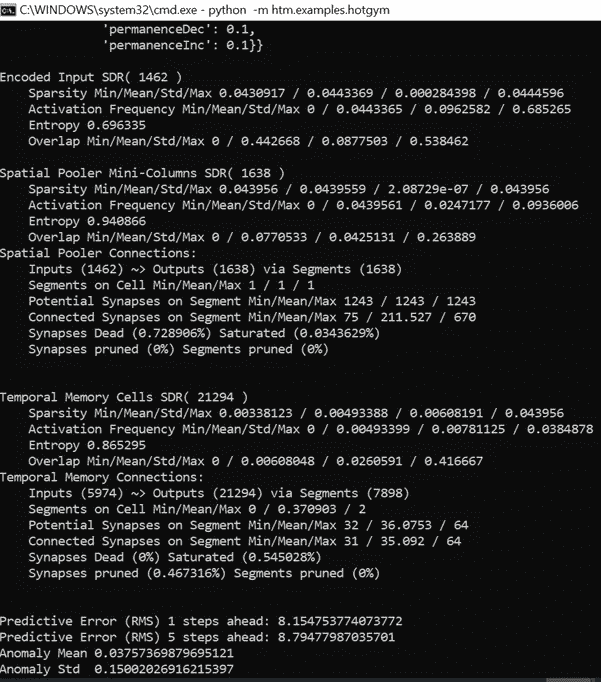 C:\WINDOWS\system32\cmd.exe - python  -m htm.examples.hotgym
'permanenceDec': 0.1,
'permanenceInc': 0.1}}
Encoded Input SDR( 1462 )
Sparsity Min/Mean/Std/Max 0.0430917 / 0.0443369 / 0.000284398 / 0.0444596
Activation Frequency Min/Mean/Std/Max 0 / 0.0443365 / 0.0962582 / 0.685265
Entropy 0.696335
Overlap Min/Mean/Std/Max 0 / 0.442668 / 0.0877503 / 0.538462
Spatial Pooler Mini-Columns SDR( 1638 )
Sparsity Min/Mean/Std/Max 0.043956 / 0.0439559 / 2.08729e-07 / 0.043956
Activation Frequency Min/Mean/Std/Max 0 / 0.0439561 / 0.0247177 / 0.0936006
Entropy 0.940866
Overlap Min/Mean/Std/Max 0 / 0.0770533 / 0.0425131 / 0.263889
Spatial Pooler Connections:
Inputs (1462) ~> Outputs (1638) via Segments (1638)
Segments on Cell Min/Mean/Max 1 / 1 / 1
Potential Synapses on Segment Min/Mean/Max 1243 / 1243 / 1243
Connected Synapses on Segment Min/Mean/Max 75 / 211.527 / 670
Synapses Dead (0.728906%) Saturated (0.0343629%)
Synapses pruned (0%) Segments pruned (0%)
Temporal Memory Cells SDR( 21294 )
Sparsity Min/Mean/Std/Max 0.00338123 / 0.00493388 / 0.00608191 / 0.043956
Activation Frequency Min/Mean/Std/Max 0 / 0.00493399 / 0.00781125 / 0.0384878
Entropy 0.865295
Overlap Min/Mean/Std/Max 0 / 0.00608048 / 0.0260591 / 0.416667
Temporal Memory Connections:
Inputs (5974) ~> Outputs (21294) via Segments (7898)
Segments on Cell Min/Mean/Max 0 / 0.370903 / 2
Potential Synapses on Segment Min/Mean/Max 32 / 36.0753 / 64
Connected Synapses on Segment Min/Mean/Max 31 / 35.092 / 64
Synapses Dead (0%) Saturated (0.545028%)
Synapses pruned (0.467316%) Segments pruned (0%)
Predictive Error (RMS) 1 steps ahead: 8.154753774073772
Predictive Error (RMS) 5 steps ahead: 8.79477987035701
Anomaly Mean 0.03757369879695121
Anomaly Std  0.15002026916215397